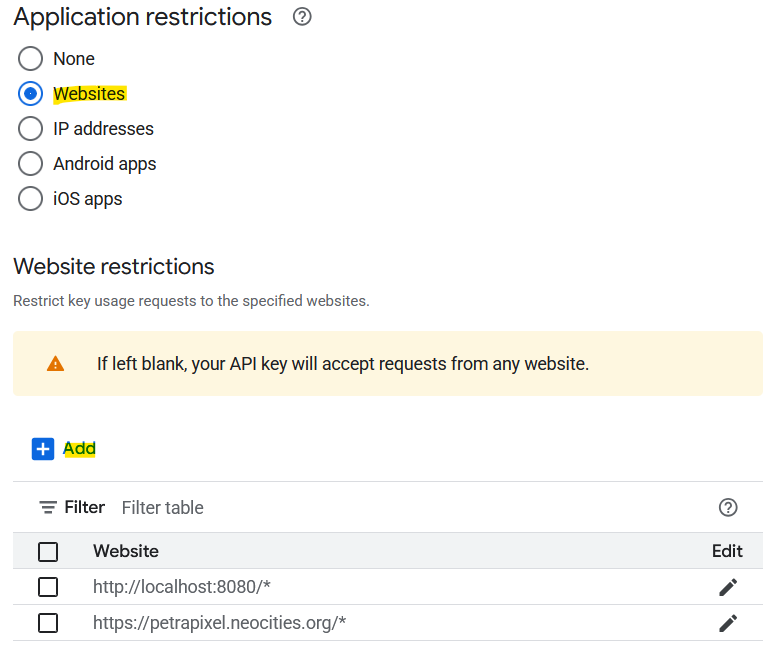 Application restrictions
None
Websites
IP addresses
Android apps
iOS apps
Website restrictions
Restrict key usage requests to the specified websites.
If left blank, your API key will accept requests from any website.
Add
Filter Filter table
Website Edit
http://localhost:8080/*
https://petrapixel.neocities.org/*